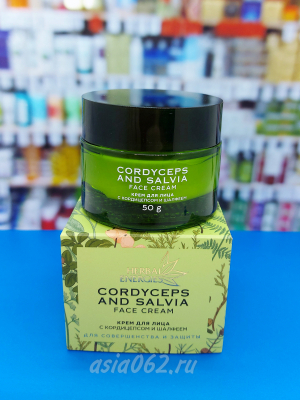 CORDYCEPS
AND SALVIA
FACE CREAM
КРЕМ ДЛЯ ЛИЦА
С КОРДИЦЕПСОМ И ШАЛФЕЕМ
50 g
HERBAL
ENERGIES
CORDYCEPS
AND SALVIA
FACE CREAM
КРЕМ ДЛЯ ЛИЦА
С КОРДИЦЕПСОМ И ШАЛФЕЕМ
ДЛЯ СОВЕРШЕНСТВА И ЗАЩИТЫ
asia062.ru